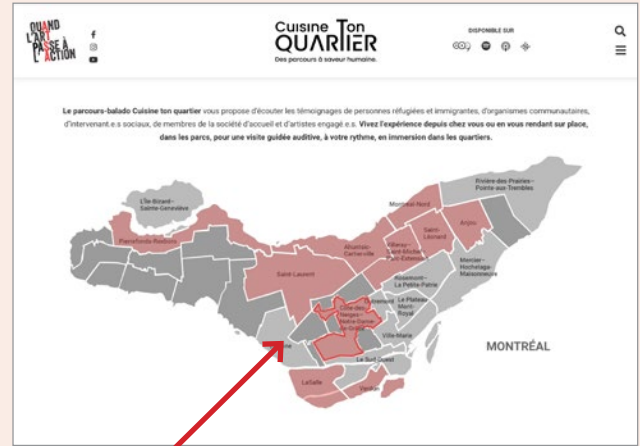 QUAND
L'ART
PASSE À
L'ACTION
Cuisine Ton
QUARTIER
Des parcours à saveur humaine.
DISPONIBLE SUR
Le parcours-balado Cuisine ton quartier vous propose d'écouter les témoignages de personnes réfugiées et immigrantes, d'organismes communautaires,
d'intervenant.e.s sociaux, de membres de la société d'accueil et d'artistes engagé.e.s. Vivez l'expérience depuis chez vous ou en vous rendant sur place,
dans les parcs, pour une visite guidée auditive, à votre rythme, en immersion dans les quartiers.
Rivière-des-Prairies–
Pointe-aux-Trembles
L'Île-Bizard–
Sainte-Geneviève
Montréal-Nord
Anjou
Saint-
Léonard
Pierrefonds-Roxboro
Ahuntsic-
Cartierville
Villeray–
Saint-Michel–
Parc-Extension
Mercier–
Hochelaga-
Maisonneuve
Saint-Laurent
Rosemont–
La Petite-Patrie
Outremont
Le Plateau-
Mont-
Royal
Côte-des-
Neiges–
Notre-Dame-
de-Grâce
Ville-Marie
MONTRÉAL
Le Sud-Ouest
LaSalle
Verdun